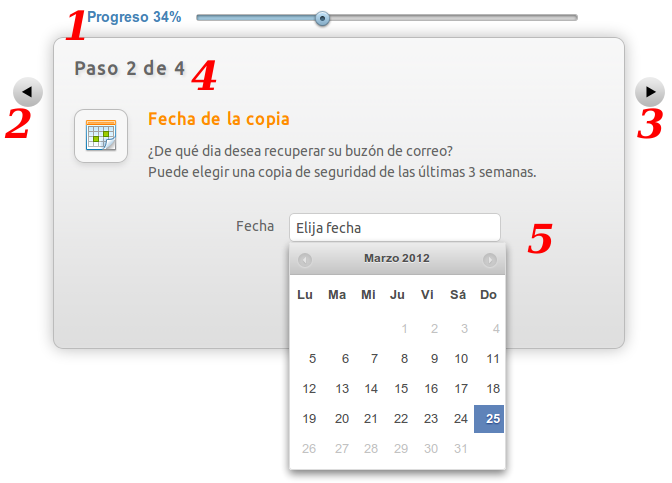 1 Progreso 34%
Paso 2 de 4 4
2
3
Fecha de la copia
¿De qué dia desea recuperar su buzón de correo?
Puede elegir una copia de seguridad de las últimas 3 semanas.
Fecha Elija fecha
5
Marzo 2012
Lu Ma Mi Ju Vi Sá Do
1 2 3 4
5 6 7 8 9 10 11
12 13 14 15 16 17 18
19 20 21 22 23 24 25
26 27 28 29 30 31